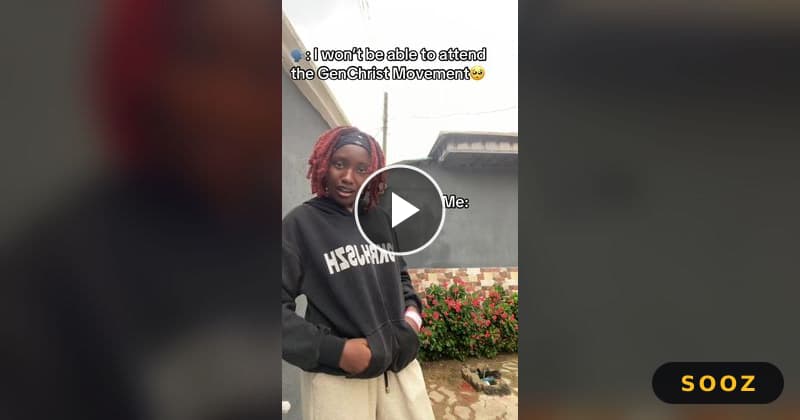 🗣️: I won't be able to attend
the GenChrist Movement🥺
Me:
SOOZ